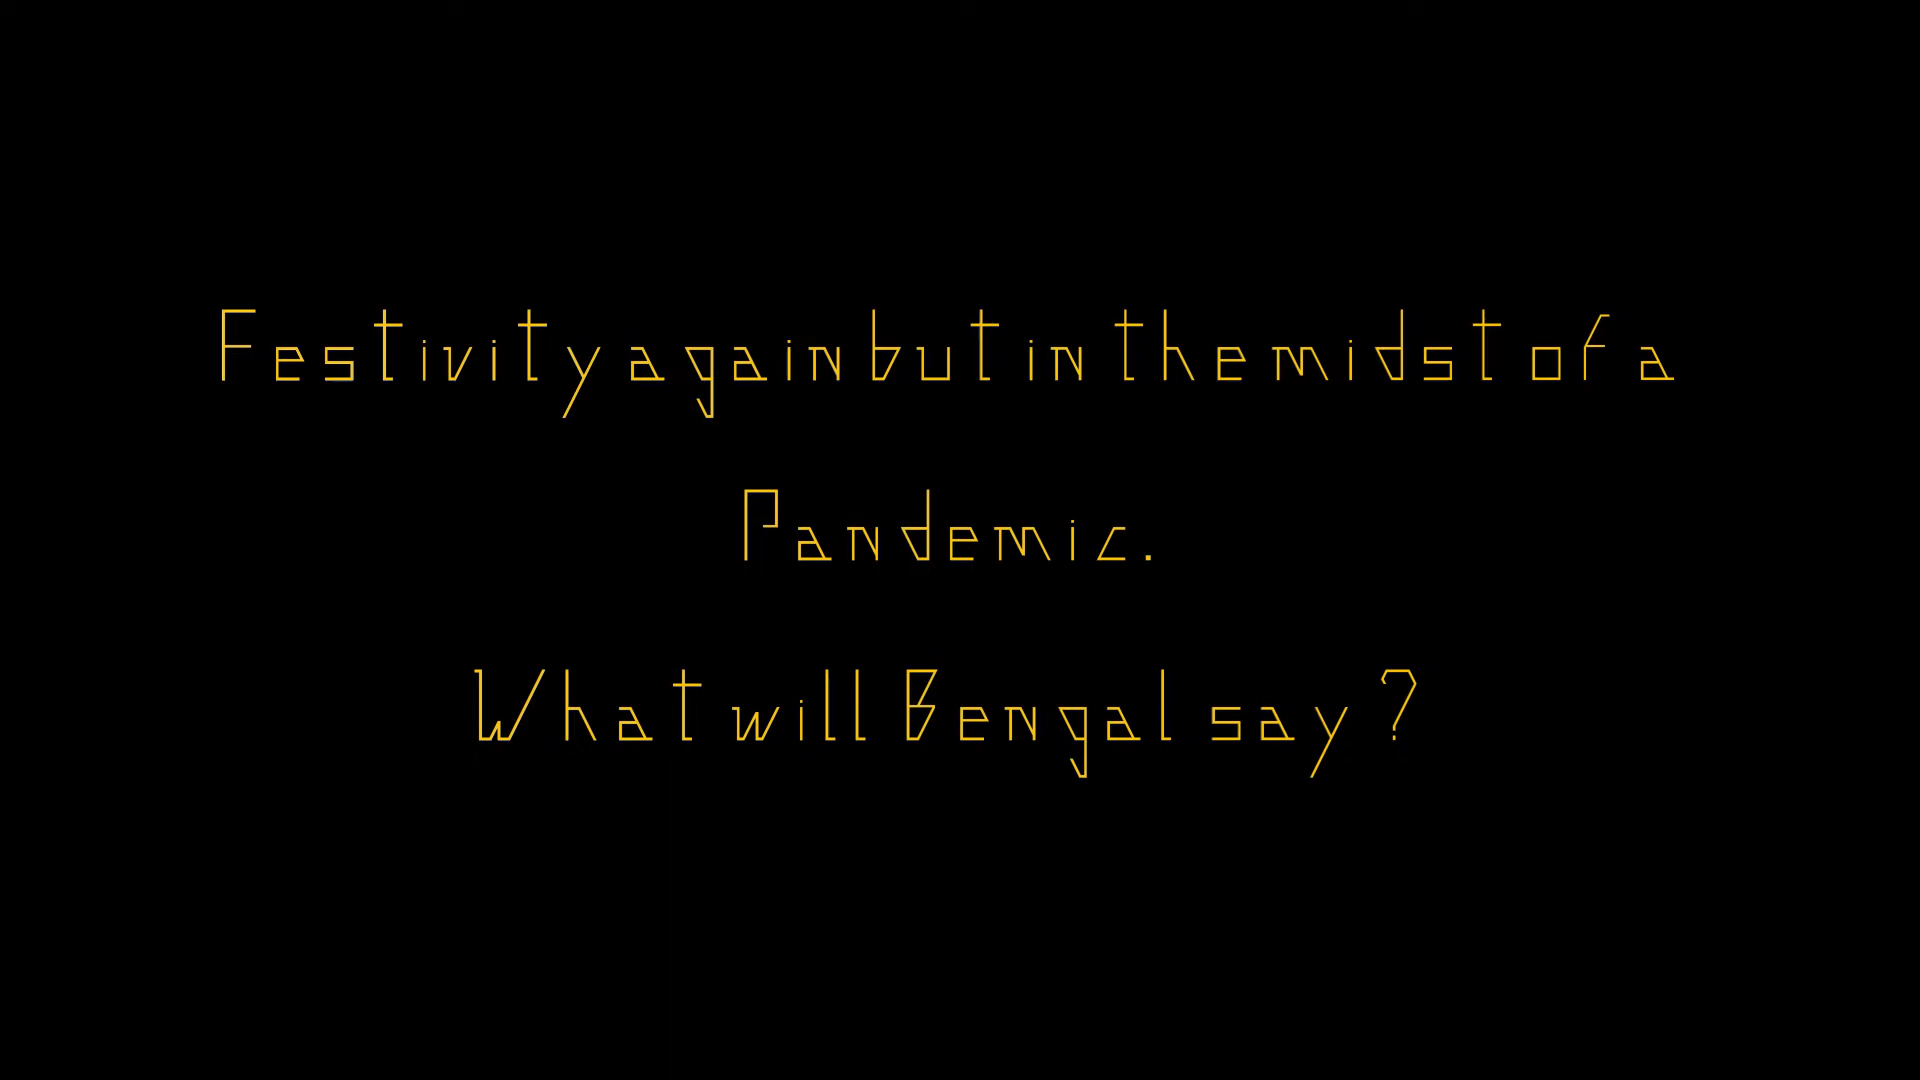 Festivity again but in the midst of a
Pandemic.
What will Bengal say ?